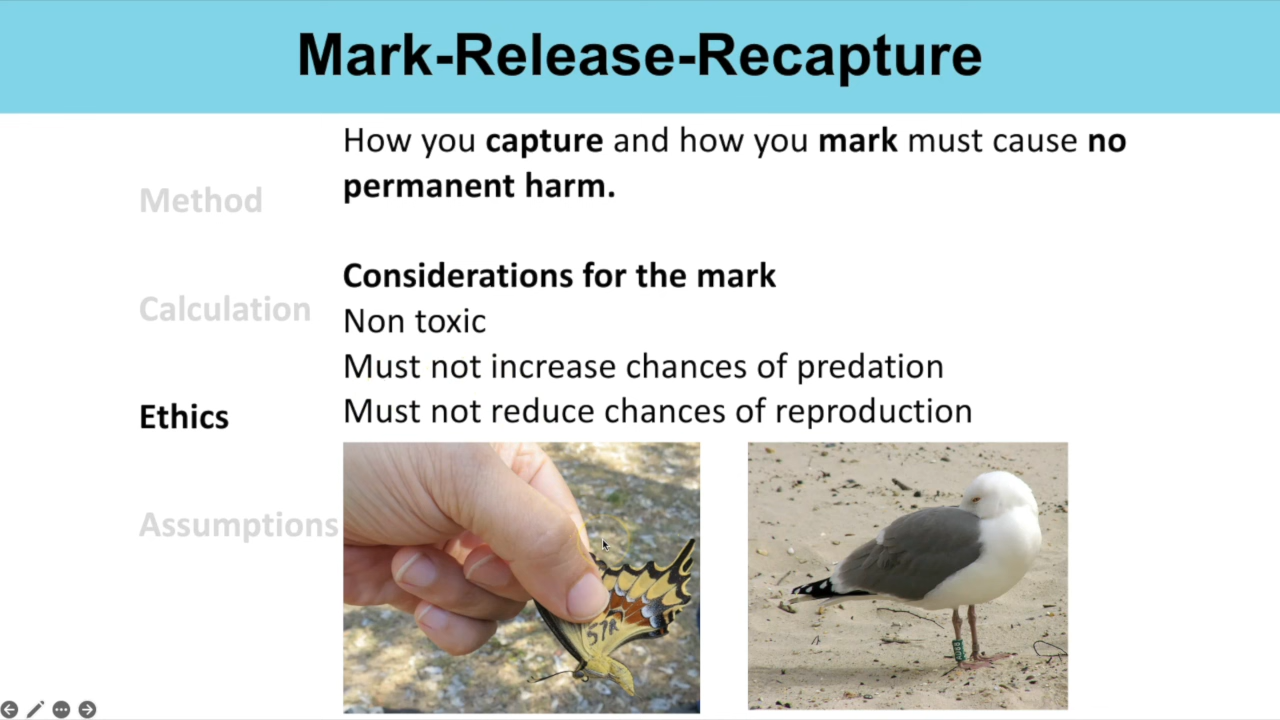 Mark-Release-Recapture
Method
Calculation
Ethics
Assumptions
How you capture and how you mark must cause no
permanent harm.
Considerations for the mark
Non toxic
Must not increase chances of predation
Must not reduce chances of reproduction
57R